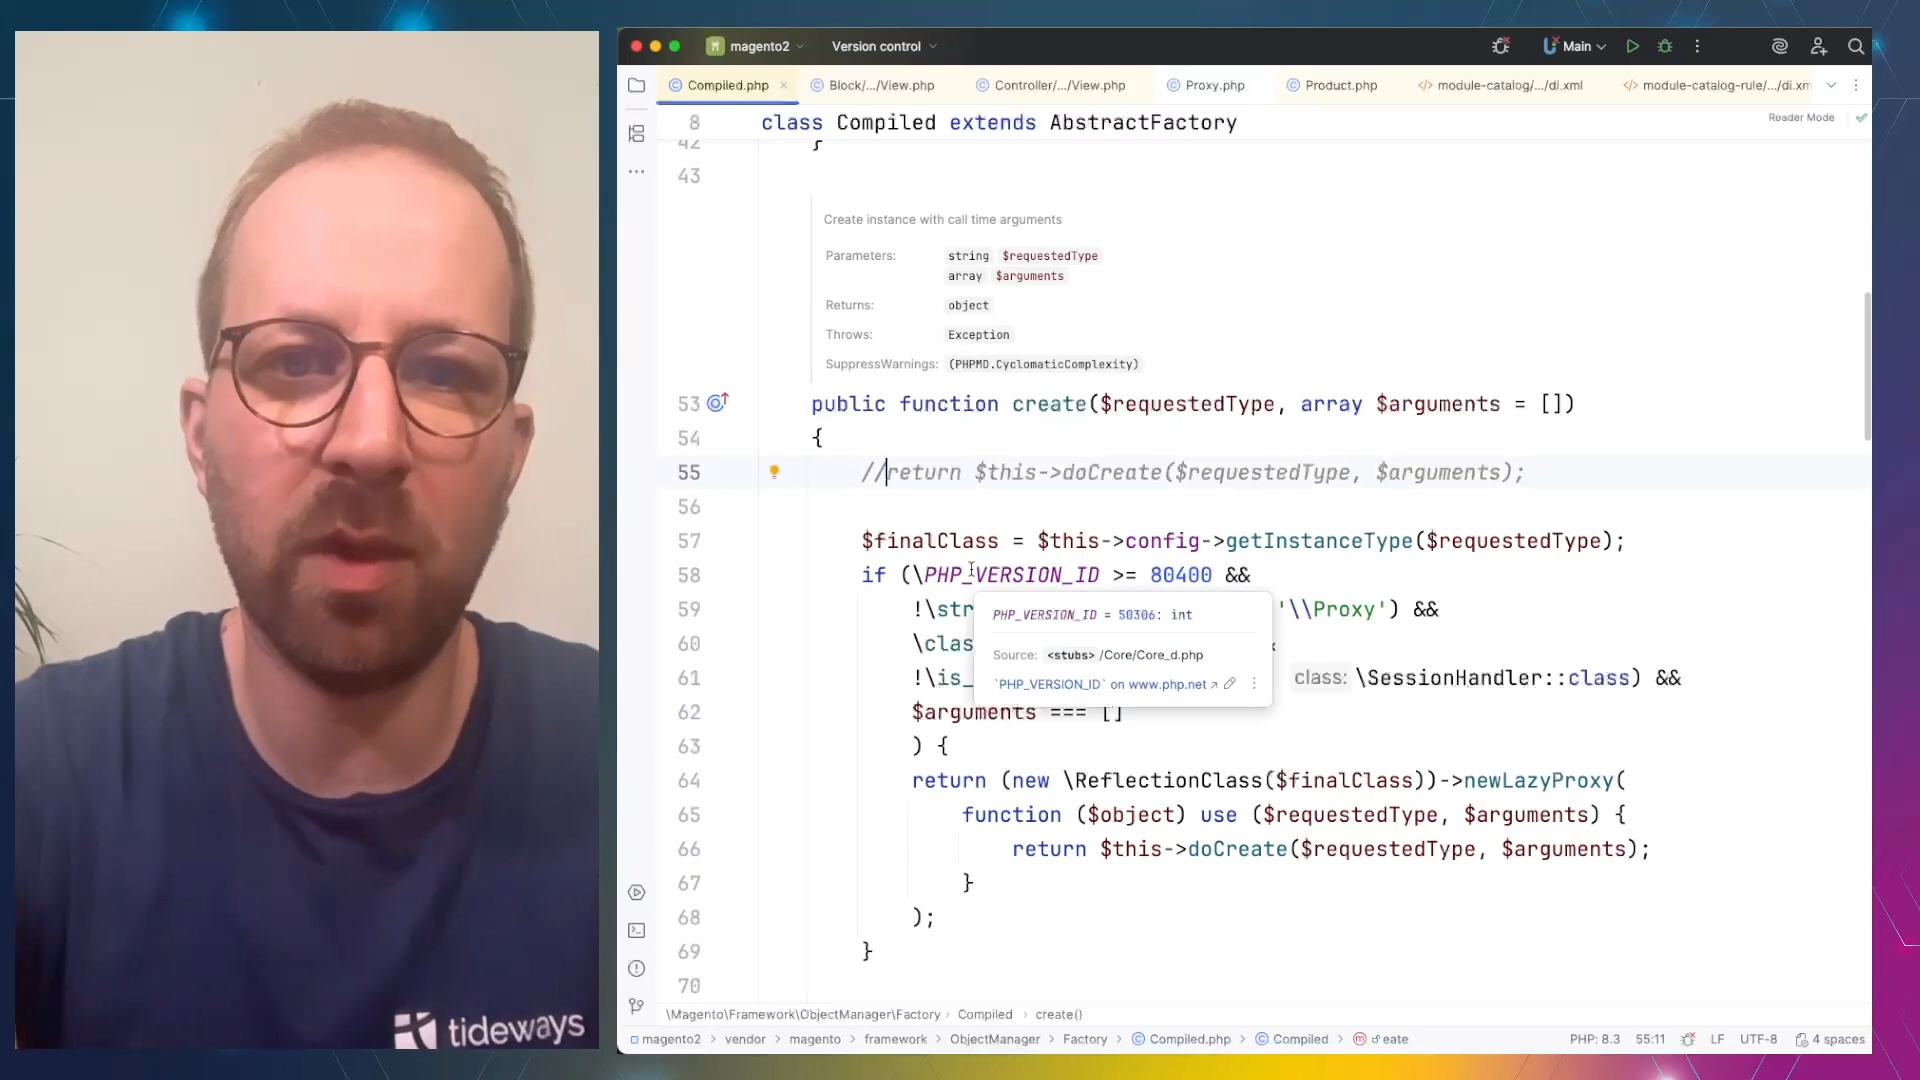 magento2
Version control
Main
Compiled.php
Block/.../View.php
Controller/.../View.php
Proxy.php
Product.php
module-catalog/.../di.xml
module-catalog-rule/.../di.xm
8 class Compiled extends AbstractFactory
Reader Mode
42 }
43
Create instance with call time arguments
Parameters: string $requestedType
array $arguments
Returns: object
Throws: Exception
SuppressWarnings: (PHPMD.CyclomaticComplexity)
53 public function create($requestedType, array $arguments = [])
54 {
55 //return $this->doCreate($requestedType, $arguments);
56
57 $finalClass = $this->config->getInstanceType($requestedType);
58 if (\PHP_VERSION_ID >= 80400 &&
59 !\str '\\Proxy') &&
60 \clas
61 !\is_ class: \SessionHandler::class) &&
62 $arguments === []
63 ) {
64 return (new \ReflectionClass($finalClass))->newLazyProxy(
65 function ($object) use ($requestedType, $arguments) {
66 return $this->doCreate($requestedType, $arguments);
67 }
68 );
69 }
70
PHP_VERSION_ID = 50306: int
Source: <stubs> /Core/Core_d.php
`PHP_VERSION_ID` on www.php.net
\Magento\Framework\ObjectManager\Factory › Compiled › create()
magento2 > vendor > magento > framework > ObjectManager > Factory > Compiled.php > Compiled > eate
PHP: 8.3 55:11 LF UTF-8 4 spaces
tideways